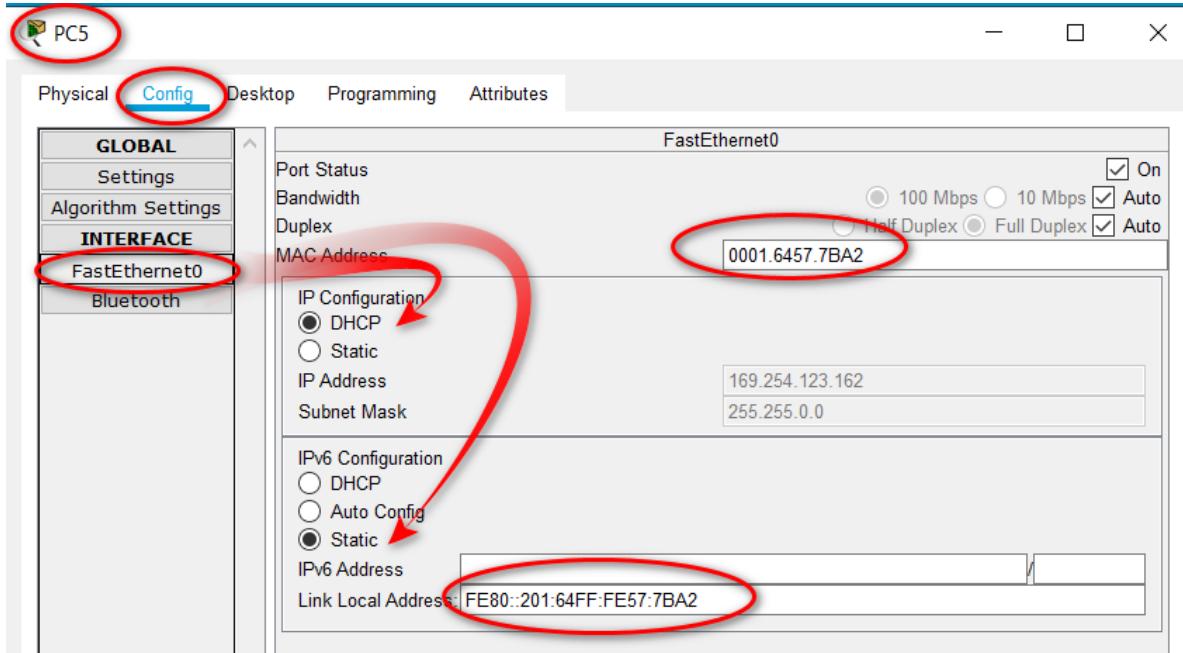 PC5
Physical Config Desktop Programming Attributes
GLOBAL
Settings
Algorithm Settings
INTERFACE
FastEthernet0
Bluetooth
FastEthernet0
Port Status On
Bandwidth 100 Mbps 10 Mbps Auto
Duplex Half Duplex Full Duplex Auto
MAC Address 0001.6457.7BA2
IP Configuration
DHCP
Static
IP Address 169.254.123.162
Subnet Mask 255.255.0.0
IPv6 Configuration
DHCP
Auto Config
Static
IPv6 Address /
Link Local Address: FE80::201:64FF:FE57:7BA2